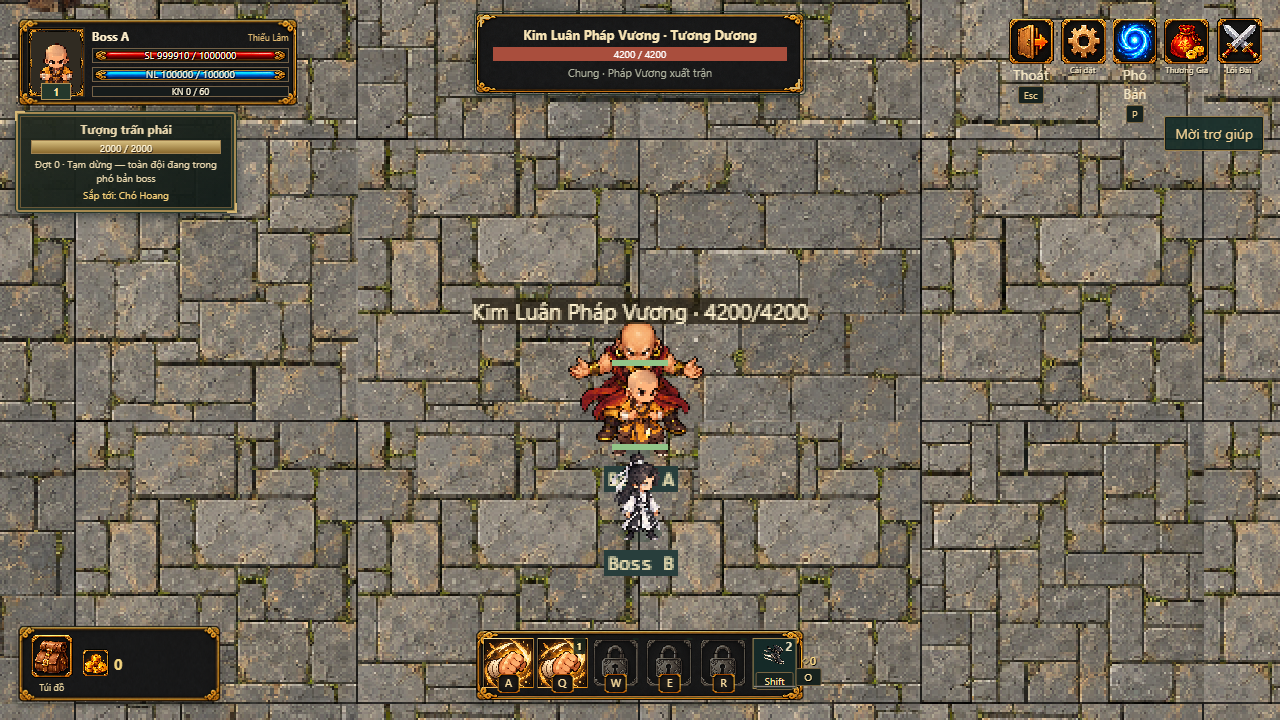 Boss A
Thiếu Lâm
SL 999910 / 1000000
NL 100000 / 100000
KN 0 / 60
1
Kim Luân Pháp Vương · Tương Dương
4200 / 4200
Chung · Pháp Vương xuất trận
Thoát
Esc
Cài đặt
Phó Bản
P
Thương Gia
Lôi Đài
Mời trợ giúp
Tượng trấn phái
2000 / 2000
Đợt 0 · Tạm dừng — toàn đội đang trong
phó bản boss
Sắp tới: Chó Hoang
Kim Luân Pháp Vương · 4200/4200
A
Boss B
Túi đồ
0
A
1
Q
W
E
R
2
Shift
O